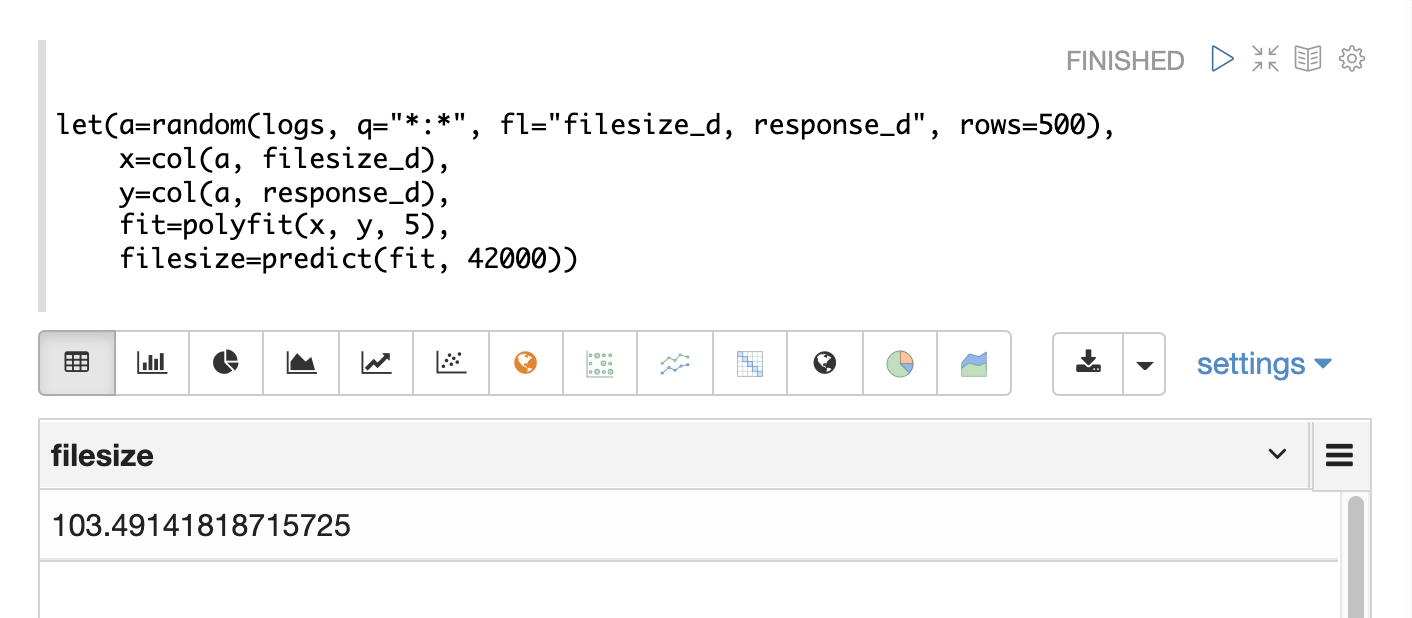 FINISHED
let(a=random(logs, q="*:*", fl="filesize_d, response_d", rows=500),
x=col(a, filesize_d),
y=col(a, response_d),
fit=polyfit(x, y, 5),
filesize=predict(fit, 42000))
settings
filesize
103.49141818715725